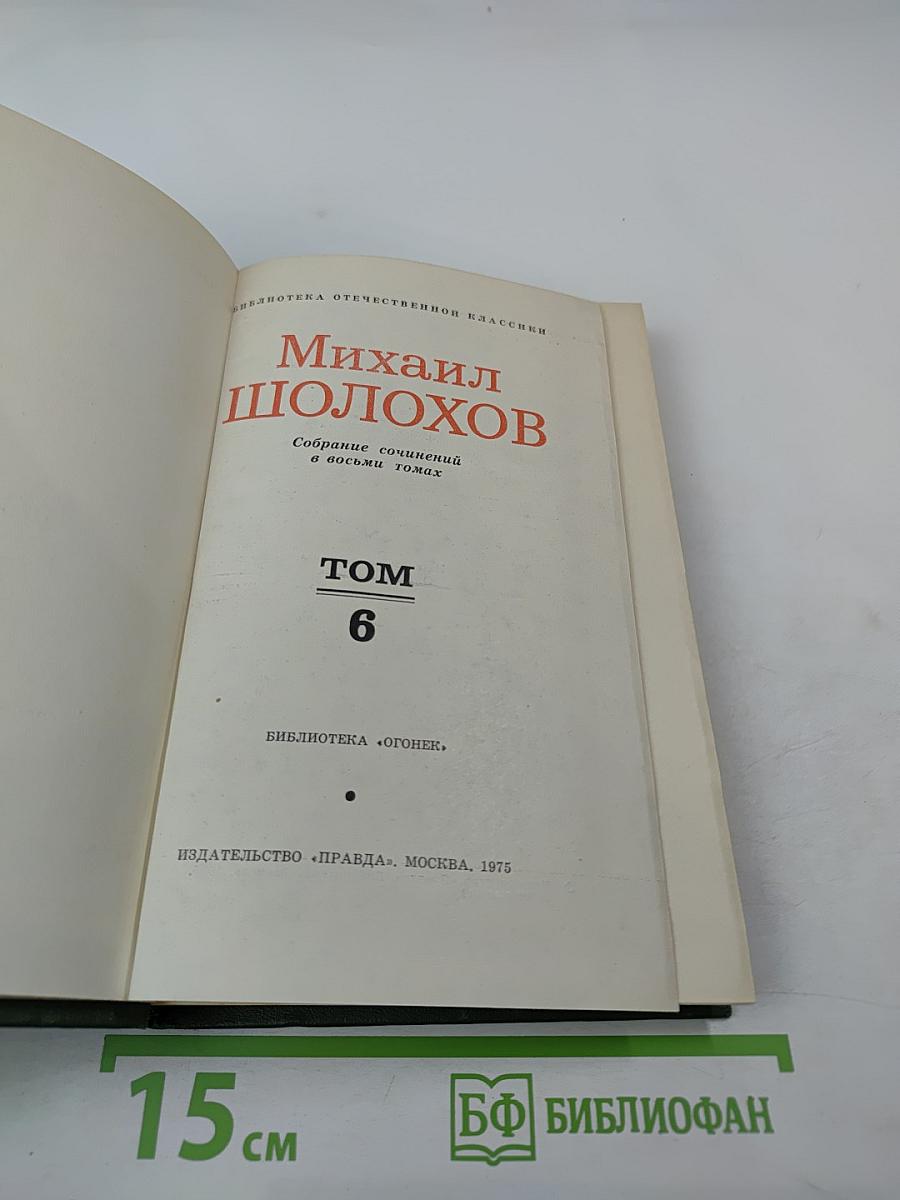 БИБЛИОТЕКА ОТЕЧЕСТВЕННОЙ КЛАССИКИ
Михаил
ШОЛОХОВ
Собрание сочинений
в восьми томах
ТОМ
6
БИБЛИОТЕКА «ОГОНЕК»
ИЗДАТЕЛЬСТВО «ПРАВДА». МОСКВА, 1975
15 см
БФ БИБЛИОФАН